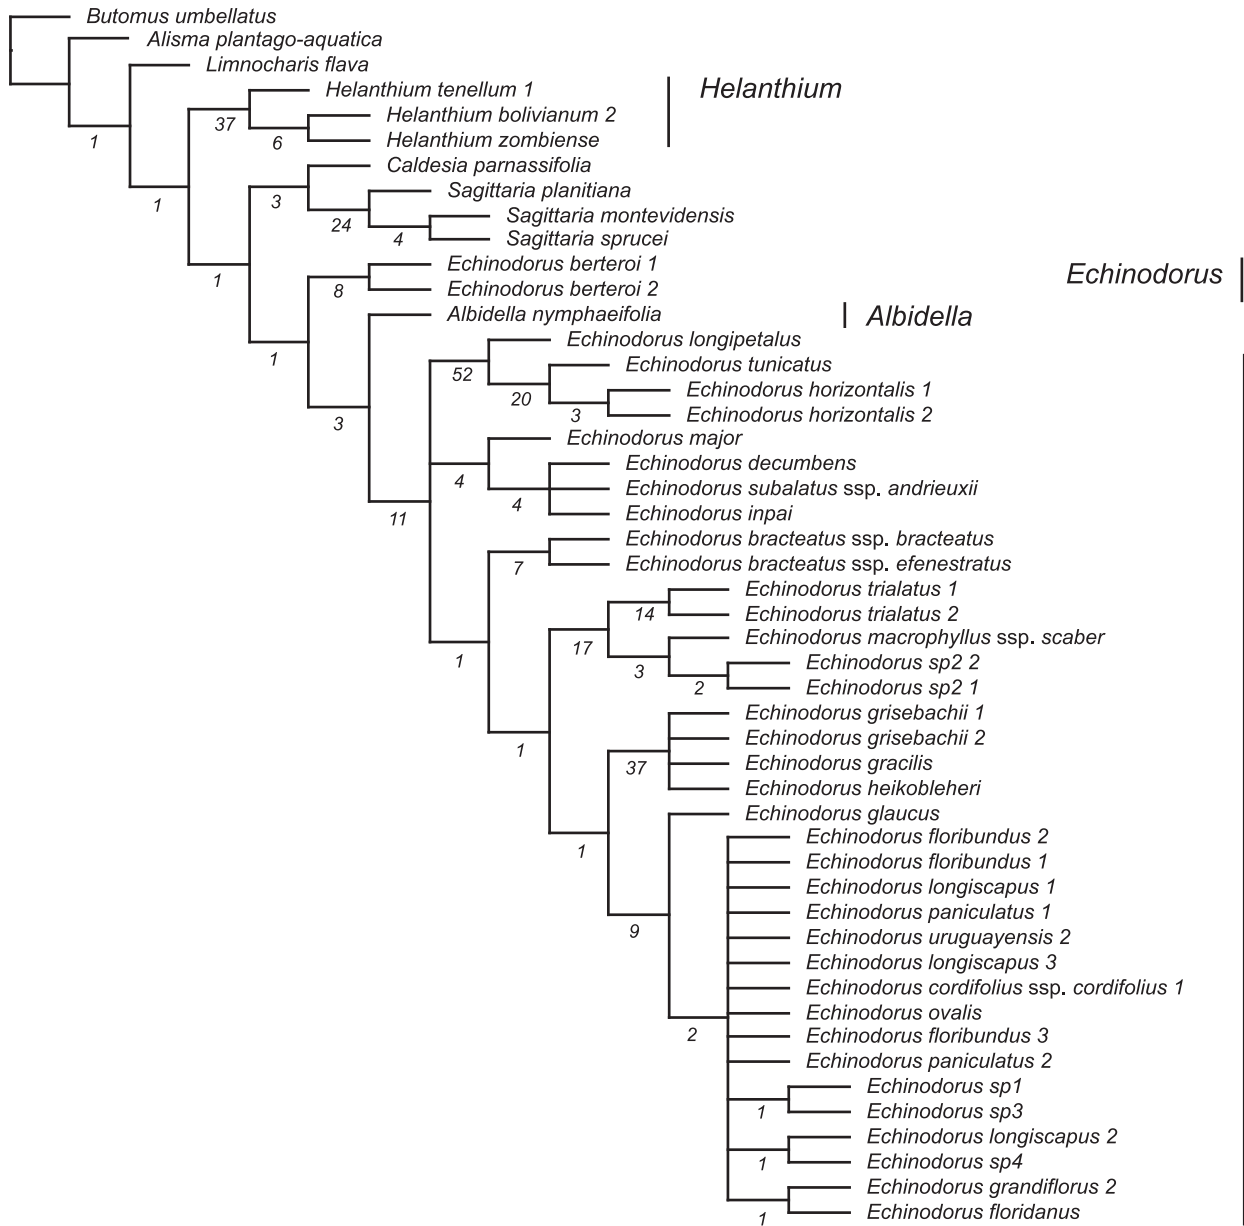 Butomus umbellatus
Alisma plantago-aquatica
Limnocharis flava
Helanthium tenellum 1
Helanthium
37
Helanthium bolivianum 2
1
6
Helanthium zombiense
Caldesia parnassifolia
Sagittaria planitiana
1
3
Sagittaria montevidensis
24
4
Sagittaria sprucei
Echinodorus berteroi 1
Echinodorus
1
8
Echinodorus berteroi 2
Albidella nymphaeifolia
Albidella
Echinodorus longipetalus
1
Echinodorus tunicatus
52
Echinodorus horizontalis 1
20
3
Echinodorus horizontalis 2
3
Echinodorus major
Echinodorus decumbens
4
Echinodorus subalatus ssp. andrieuxii
4
Echinodorus inpai
11
Echinodorus bracteatus ssp. bracteatus
7
Echinodorus bracteatus ssp. efenestratus
Echinodorus trialatus 1
14
Echinodorus trialatus 2
Echinodorus macrophyllus ssp. scaber
17
1
3
Echinodorus sp2 2
2
Echinodorus sp2 1
Echinodorus grisebachii 1
Echinodorus grisebachii 2
1
37
Echinodorus gracilis
Echinodorus heikobleheri
Echinodorus glaucus
Echinodorus floribundus 2
1
Echinodorus floribundus 1
Echinodorus longiscapus 1
Echinodorus paniculatus 1
9
Echinodorus uruguayensis 2
Echinodorus longiscapus 3
Echinodorus cordifolius ssp. cordifolius 1
Echinodorus ovalis
2
Echinodorus floribundus 3
Echinodorus paniculatus 2
Echinodorus sp1
1
Echinodorus sp3
Echinodorus longiscapus 2
1
Echinodorus sp4
Echinodorus grandiflorus 2
1
Echinodorus floridanus